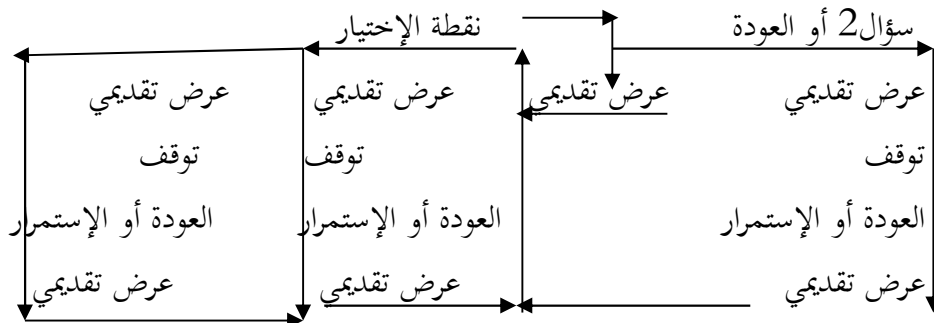 سؤال2 أو العودة نقطة الإختيار
عرض تقديمي عرض تقديمي عرض تقديمي عرض تقديمي
توقف توقف توقف
العودة أو الإستمرار العودة أو الإستمرار العودة أو الإستمرار
عرض تقديمي عرض تقديمي عرض تقديمي